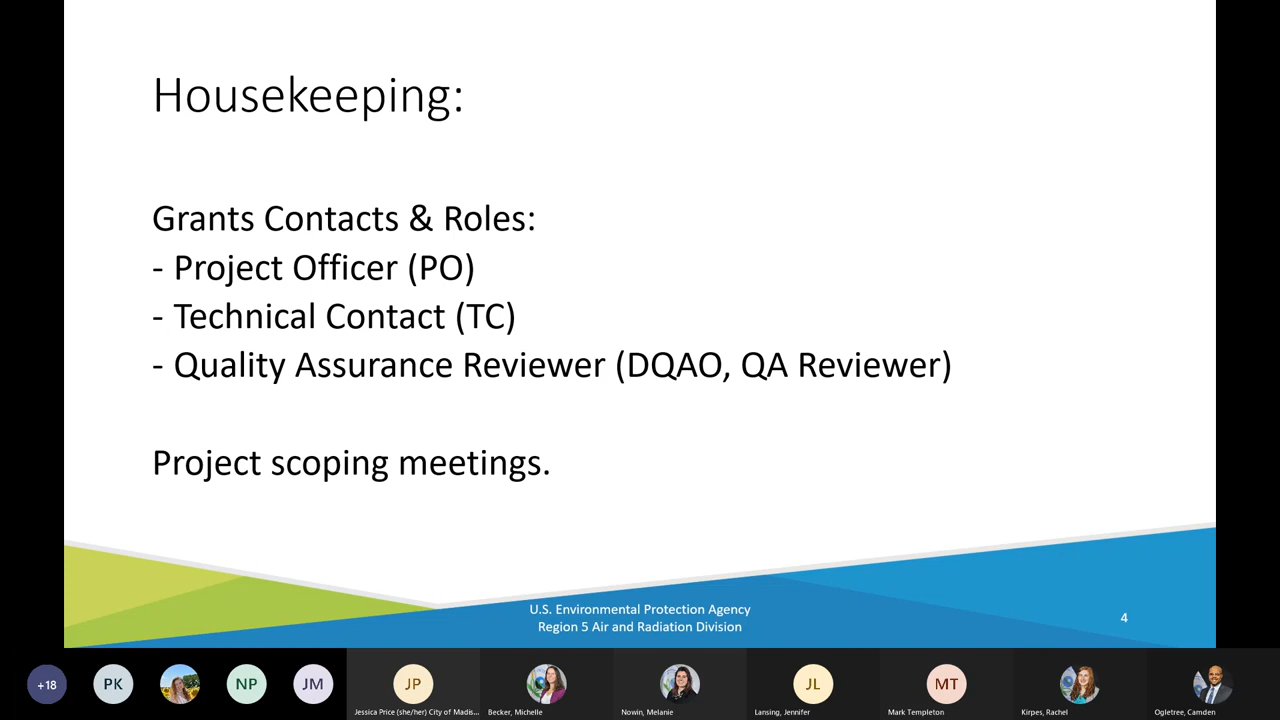 Housekeeping:
Grants Contacts & Roles:
- Project Officer (PO)
- Technical Contact (TC)
- Quality Assurance Reviewer (DQAO, QA Reviewer)
Project scoping meetings.
U.S. Environmental Protection Agency
Region 5 Air and Radiation Division
4
+18
PK
NP
JM
JP
JL
MT
Jessica Price (she/her) City of Madis...
Becker, Michelle
Nowin, Melanie
Lansing, Jennifer
Mark Templeton
Kirpes, Rachel
Ogletree, Camden